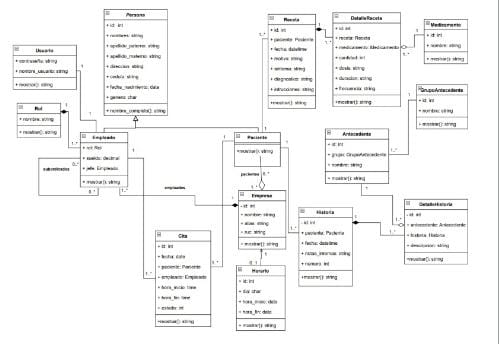 Persona
+ id: int
+ nombres: string
+ apellido_paterno: string
+ apellido_materno: string
+ direccion: string
+ cedula: string
+ fecha_nacimiento: date
+ genero: char
+ nombre_completo(): string
Usuario
+ contraseña: string
+ nombre_usuario: string
+ mostrar(): string
Rol
+ nombre: string
+ mostrar(): string
Empleado
+ rol: Rol
+ sueldo: decimal
+ jefe: Empleado
+ mostrar(): string
subordinados
empleados
Paciente
+mostrar(): string
pacientes
Empresa
- id: int
+ nombre: string
+ alias: string
+ ruc: string
+ mostrar(): string
Horario
+ id: int
+ dia: char
+ hora_inicio: date
+ hora_fin: date
+ mostrar(): string
Cita
+ id: int
+ fecha: date
+ paciente: Paciente
+ empleado: Empleado
+ hora_inicio: time
+ hora_fin: time
+ estado: int
+mostrar(): string
Receta
+ id: int
+ paciente: Paciente
+ fecha: datetime
+ motivo: string
+ sintoma: string
+ diagnostico: string
+ intrucciones: string
+ mostrar(): string
DetalleReceta
+ id: int
+ receta: Receta
+ medicamento: Medicamento
+ cantidad: int
+ dosis: string
+ duracion: string
+ frecuencia: string
+ mostrar(): string
Medicamento
+ id: int
+ nombre: string
+ mostrar(): string
GrupoAntecedente
+ id: int
+ nombre: string
+ mostrar(): string
Antecedente
+ id: int
+ grupo: GrupoAntecedente
+ nombre: string
+ mostrar(): string
DetalleHistoria
- id: int
+ antecedente: Antecedente
+ historia: Historia
+ descripcion: string
+mostrar(): string
Historia
+ id: int
+ paciente: Paciente
+ fecha: datetime
+ notas_internas: string
+ numero: int
+mostrar(): string